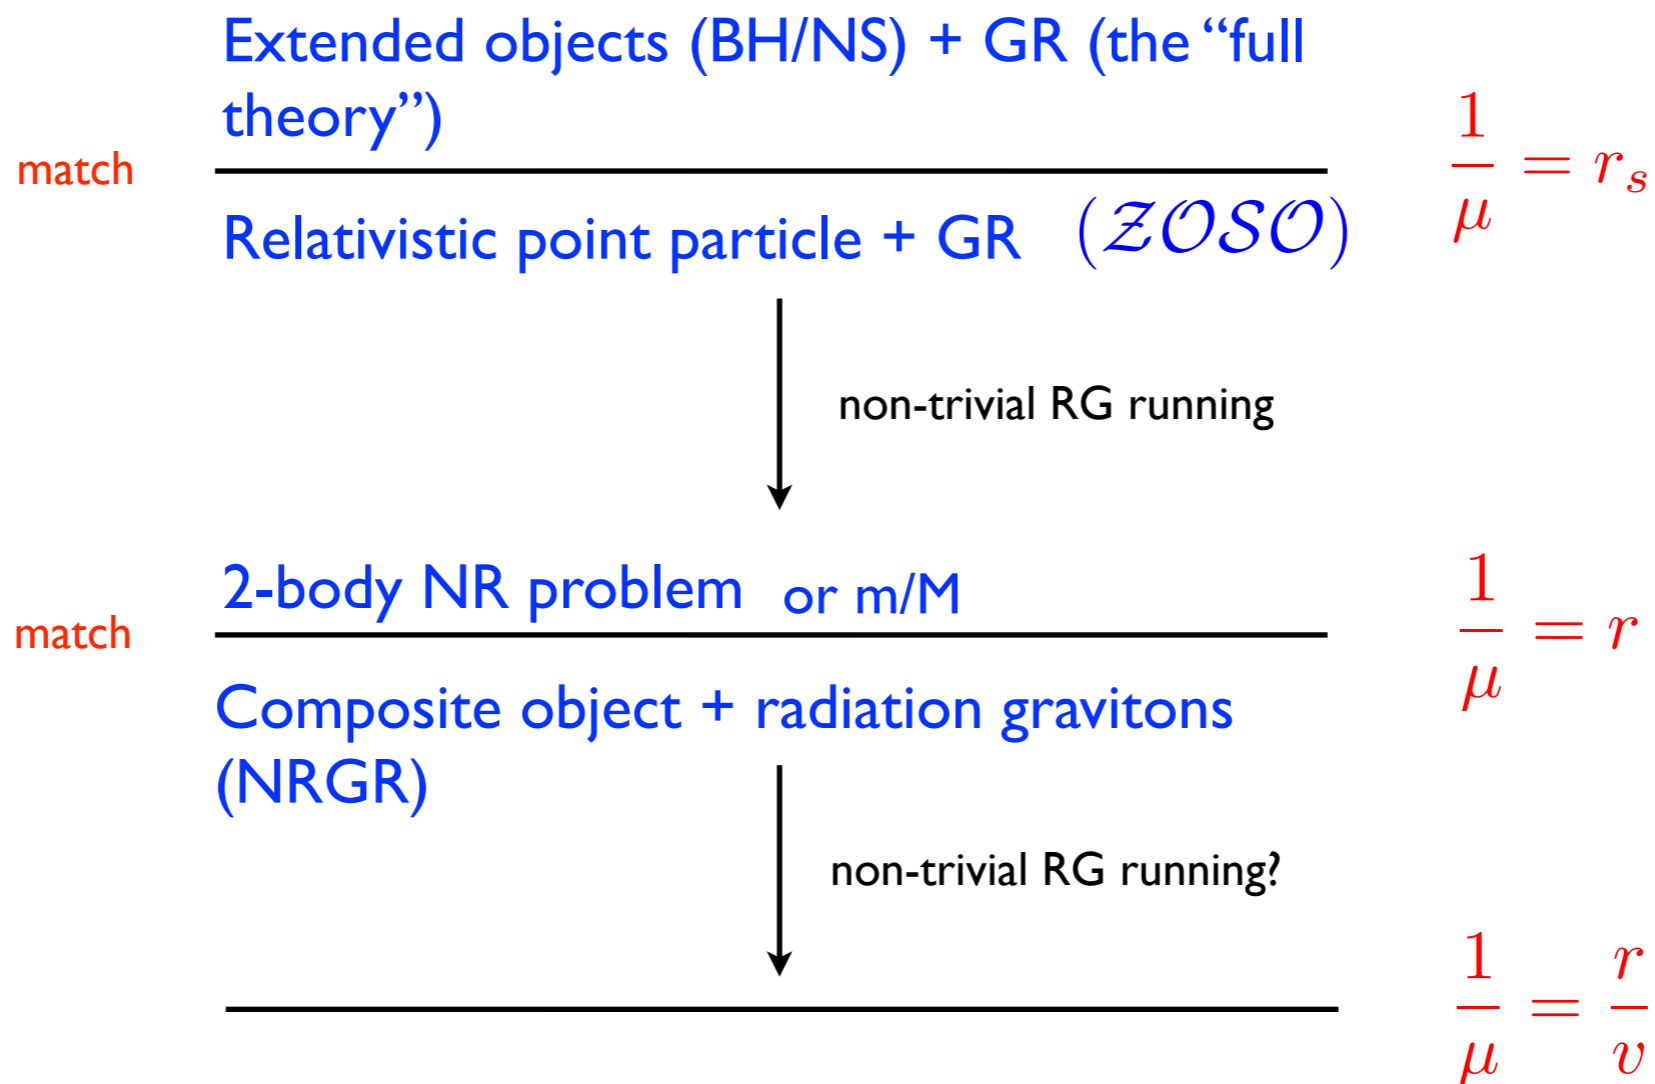 Extended objects (BH/NS) + GR (the “full
theory”)
match
1/μ = r_s
Relativistic point particle + GR (ZOSO)
non-trivial RG running
2-body NR problem or m/M
match
1/μ = r
Composite object + radiation gravitons
(NRGR)
non-trivial RG running?
1/μ = r/v